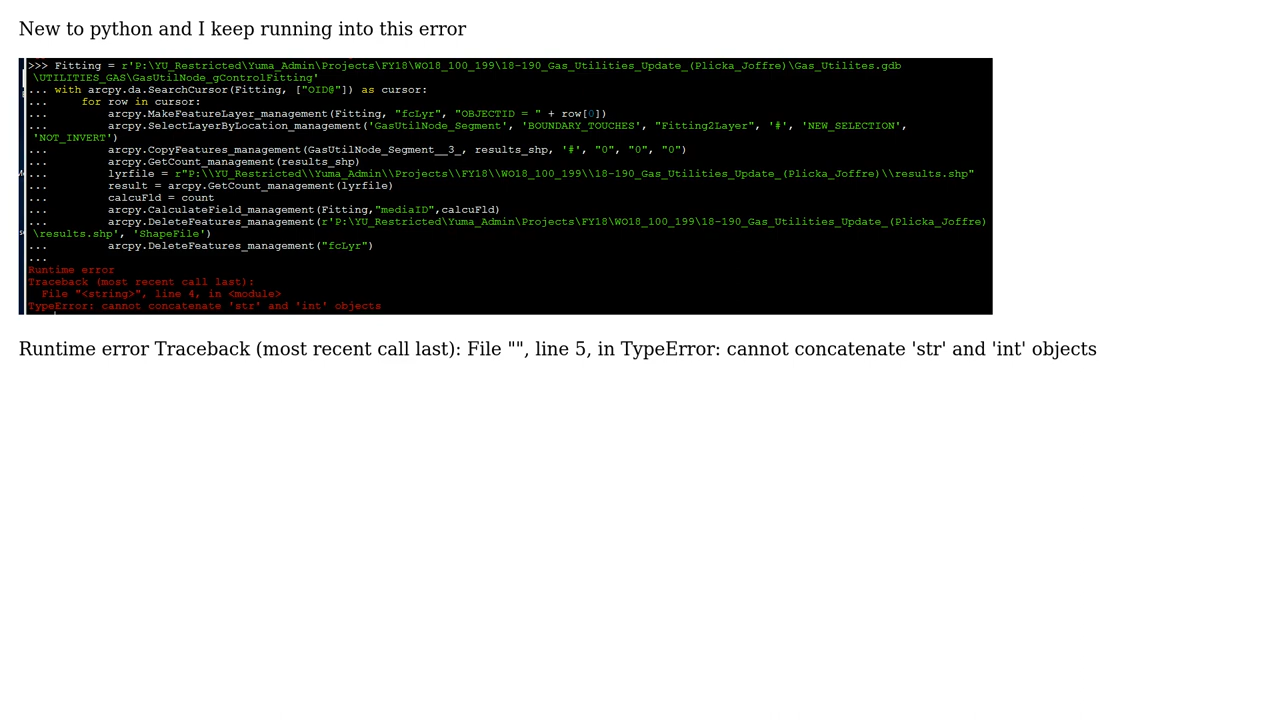 New to python and I keep running into this error
>>> Fitting = r'P:\YU_Restricted\Yuma_Admin\Projects\FY18\WO18_100_199\18-190_Gas_Utilities_Update_(Plicka_Joffre)\Gas_Utilites.gdb
\UTILITIES_GAS\GasUtilNode_gControlFitting'
... with arcpy.da.SearchCursor(Fitting, ["OID@"]) as cursor:
...     for row in cursor:
...         arcpy.MakeFeatureLayer_management(Fitting, "fcLyr", "OBJECTID = " + row[0])
...         arcpy.SelectLayerByLocation_management('GasUtilNode_Segment', 'BOUNDARY_TOUCHES', "Fitting2Layer", '#', 'NEW_SELECTION',
'NOT_INVERT')
...         arcpy.CopyFeatures_management(GasUtilNode_Segment__3_, results_shp, '#', "0", "0", "0")
...         arcpy.GetCount_management(results_shp)
...         lyrfile = r"P:\\YU_Restricted\\Yuma_Admin\\Projects\\FY18\\WO18_100_199\\18-190_Gas_Utilities_Update_(Plicka_Joffre)\\results.shp"
...         result = arcpy.GetCount_management(lyrfile)
...         calcuFld = count
...         arcpy.CalculateField_management(Fitting,"mediaID",calcuFld)
...         arcpy.DeleteFeatures_management(r'P:\YU_Restricted\Yuma_Admin\Projects\FY18\WO18_100_199\18-190_Gas_Utilities_Update_(Plicka_Joffre)
\results.shp', 'ShapeFile')
...         arcpy.DeleteFeatures_management("fcLyr")
...
Runtime error
Traceback (most recent call last):
  File "<string>", line 4, in <module>
TypeError: cannot concatenate 'str' and 'int' objects
Runtime error Traceback (most recent call last): File "", line 5, in TypeError: cannot concatenate 'str' and 'int' objects